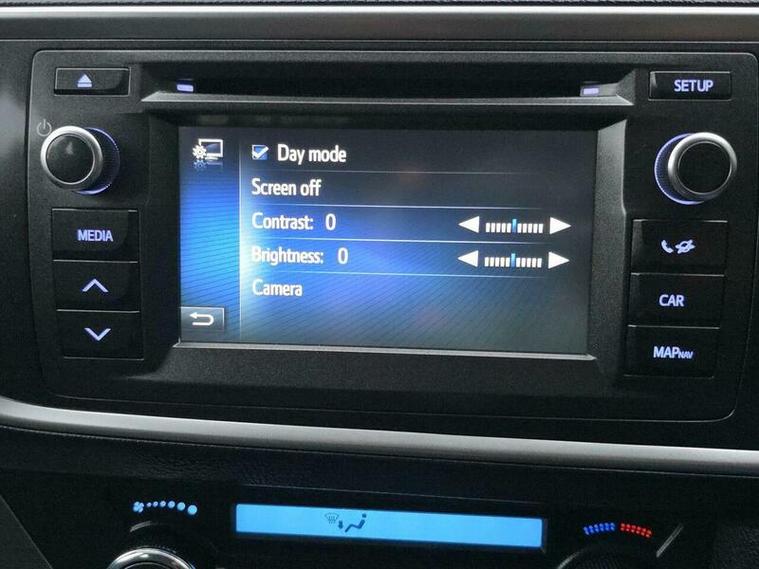 SETUP
Day mode
Screen off
Contrast: 0
Brightness: 0
Camera
MEDIA
CAR
MAPNAV